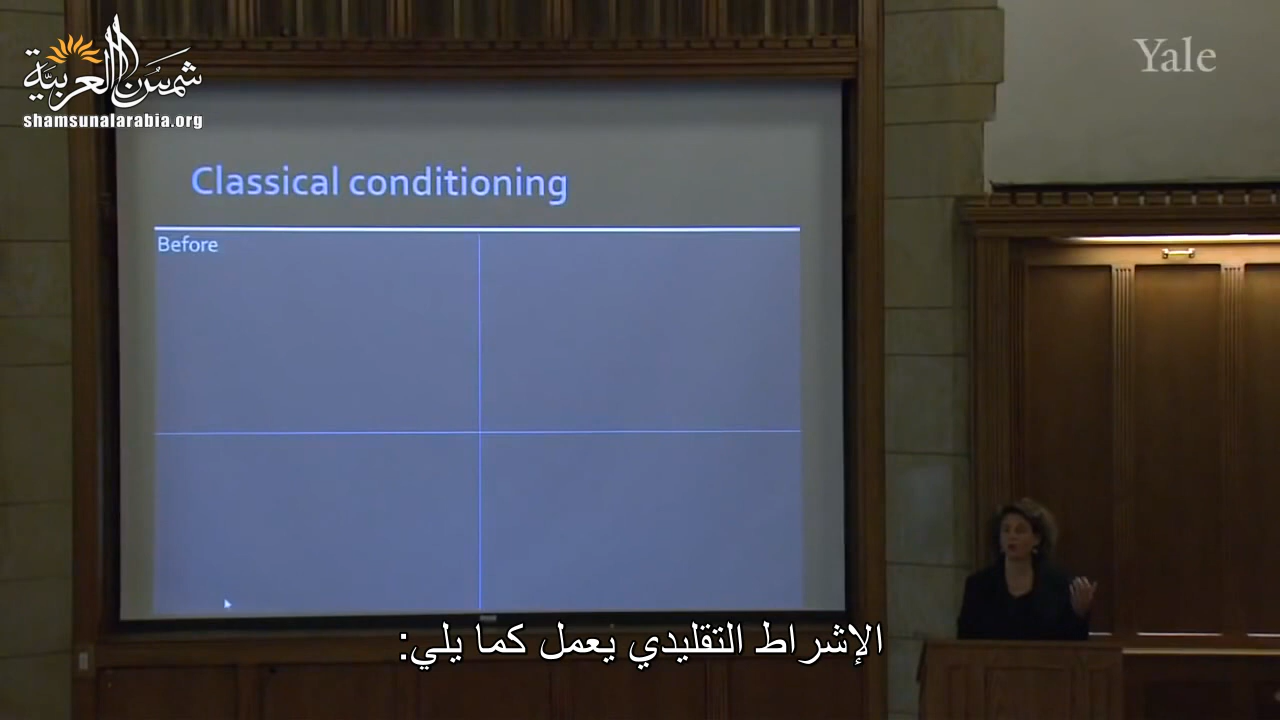 شمس العربية
shamsunalarabia.org
Yale
Classical conditioning
Before
الإشراط التقليدي يعمل كما يلي: